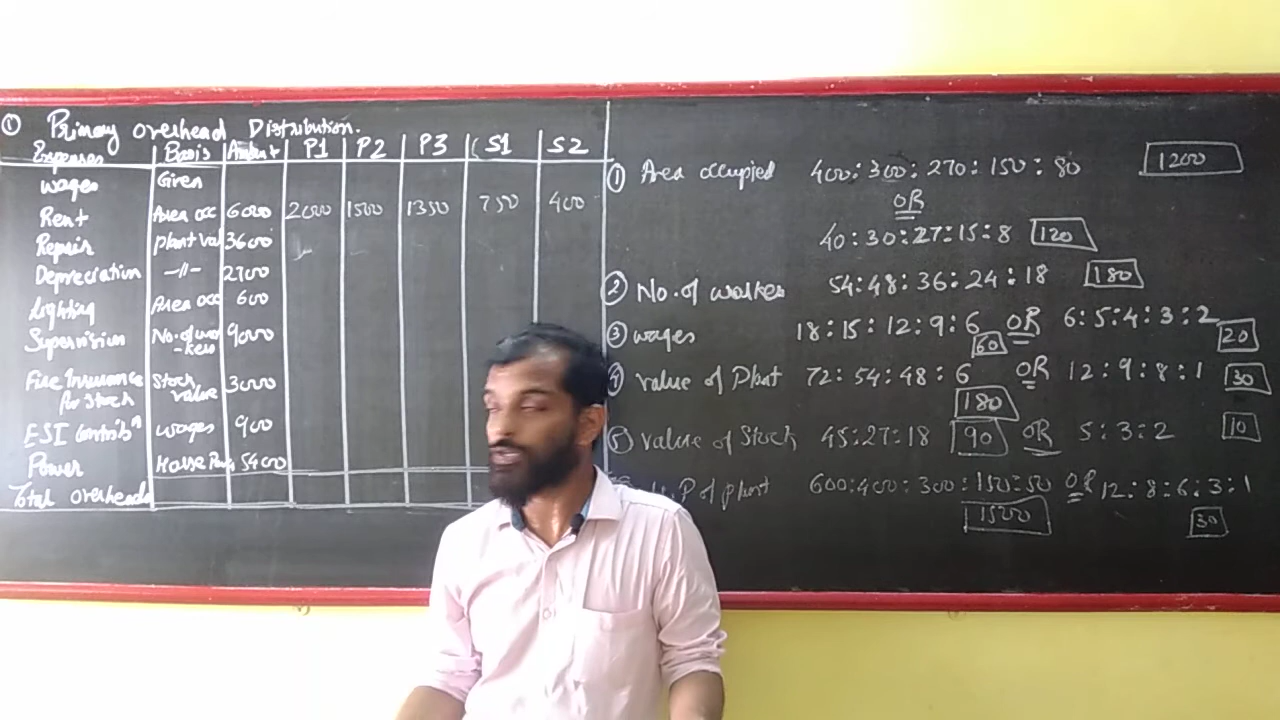 ① Primary overhead Distribution.
Expenses Basis Amount P1 P2 P3 S1 S2
Wages Given
Rent Area occ 6000 2000 1500 1350 750 400
Repair plant val 3600
Depreciation -//- 2700
Lighting Area occ 600
Supervision No. of wor-kers 9000
Fire Insurance for Stock Stock value 3000
ESI Contribⁿ wages 900
Power Horse Power 5400
Total overheads
① Area occupied 400:300:270:150:80 1200
OR
40:30:27:15:8 120
② No. of worker 54:48:36:24:18 180
③ wages 18:15:12:9:6 60 OR 6:5:4:3:2 20
④ value of Plant 72:54:48:6 180 OR 12:9:8:1 30
⑤ value of Stock 45:27:18 90 OR 5:3:2 10
P of plant 600:400:300:150:50 1500 OR 12:8:6:3:1 30